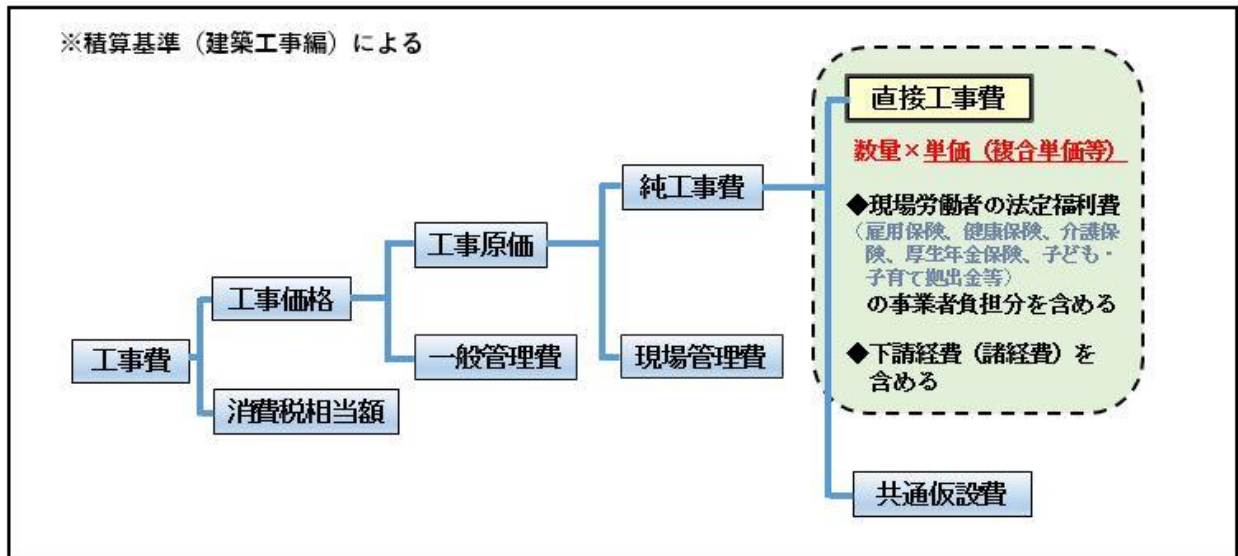 ※積算基準（建築工事編）による
直接工事費
数量×単価（複合単価等）
◆現場労働者の法定福利費
（雇用保険、健康保険、介護保
険、厚生年金保険、子ども・
子育て拠出金等）
の事業者負担分を含める
◆下請経費（諸経費）を
含める
純工事費
工事原価
工事価格
工事費
一般管理費
現場管理費
消費税相当額
共通仮設費